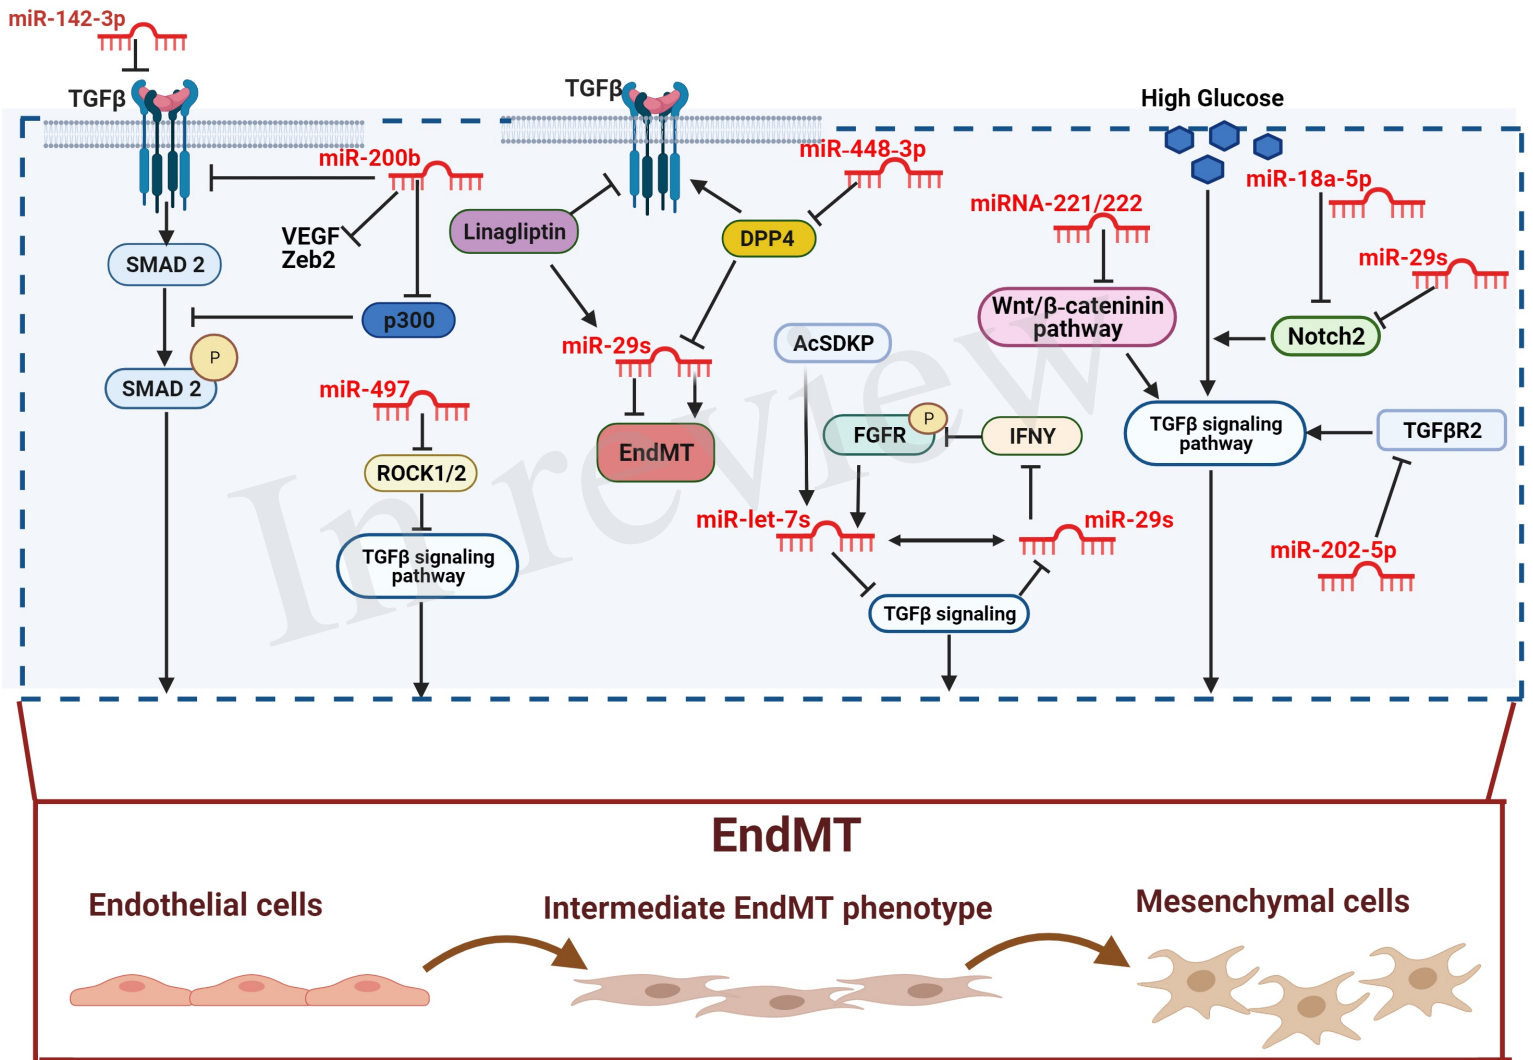 miR-142-3p
TGFβ
TGFβ
High Glucose
miR-200b
miR-448-3p
miR-18a-5p
miRNA-221/222
VEGF
Zeb2
Linagliptin
DPP4
SMAD 2
miR-29s
p300
Wnt/β-cateninin
pathway
Notch2
miR-29s
AcSDKP
P
SMAD 2
miR-497
P
FGFR
IFNY
TGFβ signaling
pathway
TGFβR2
EndMT
ROCK1/2
miR-let-7s
miR-29s
miR-202-5p
TGFβ signaling
pathway
TGFβ signaling
In review
EndMT
Endothelial cells
Intermediate EndMT phenotype
Mesenchymal cells